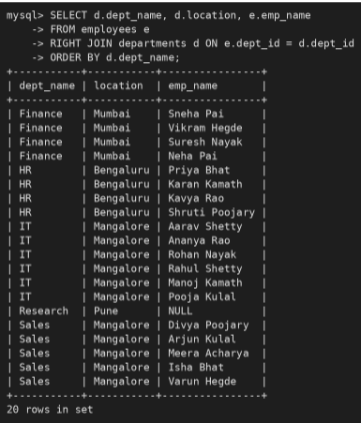 mysql> SELECT d.dept_name, d.location, e.emp_name
    -> FROM employees e
    -> RIGHT JOIN departments d ON e.dept_id = d.dept_id
    -> ORDER BY d.dept_name;
+-----------+-----------+----------------+
| dept_name | location  | emp_name       |
+-----------+-----------+----------------+
| Finance   | Mumbai    | Sneha Pai      |
| Finance   | Mumbai    | Vikram Hegde   |
| Finance   | Mumbai    | Suresh Nayak   |
| Finance   | Mumbai    | Neha Pai       |
| HR        | Bengaluru | Priya Bhat     |
| HR        | Bengaluru | Karan Kamath   |
| HR        | Bengaluru | Kavya Rao      |
| HR        | Bengaluru | Shruti Poojary |
| IT        | Mangalore | Aarav Shetty   |
| IT        | Mangalore | Ananya Rao     |
| IT        | Mangalore | Rohan Nayak    |
| IT        | Mangalore | Rahul Shetty   |
| IT        | Mangalore | Manoj Kamath   |
| IT        | Mangalore | Pooja Kulal    |
| Research  | Pune      | NULL           |
| Sales     | Mangalore | Divya Poojary  |
| Sales     | Mangalore | Arjun Kulal    |
| Sales     | Mangalore | Meera Acharya  |
| Sales     | Mangalore | Isha Bhat      |
| Sales     | Mangalore | Varun Hegde    |
+-----------+-----------+----------------+
20 rows in set